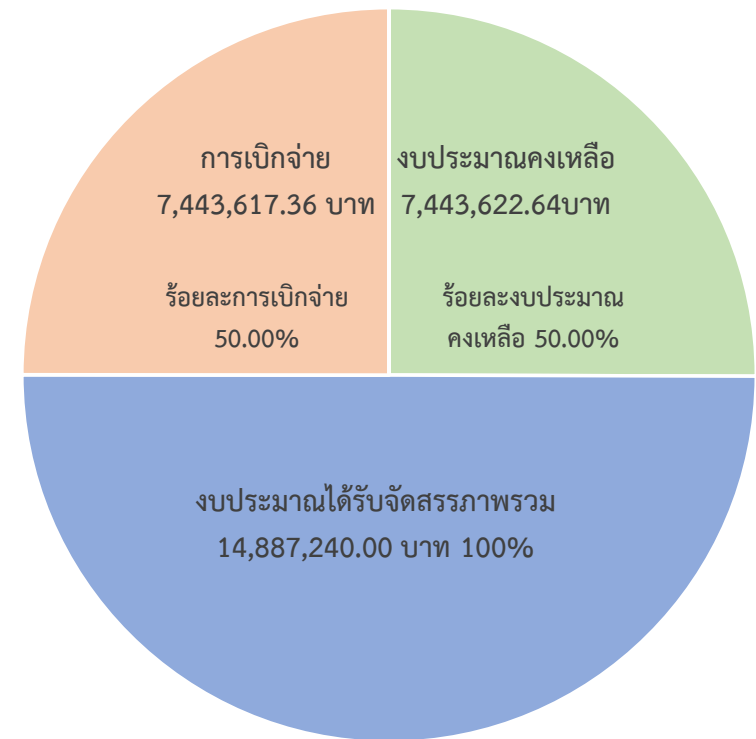 การเบิกจ่าย
7,443,617.36 บาท
ร้อยละการเบิกจ่าย
50.00%
งบประมาณคงเหลือ
7,443,622.64บาท
ร้อยละงบประมาณ
คงเหลือ 50.00%
งบประมาณได้รับจัดสรรภาพรวม
14,887,240.00 บาท 100%